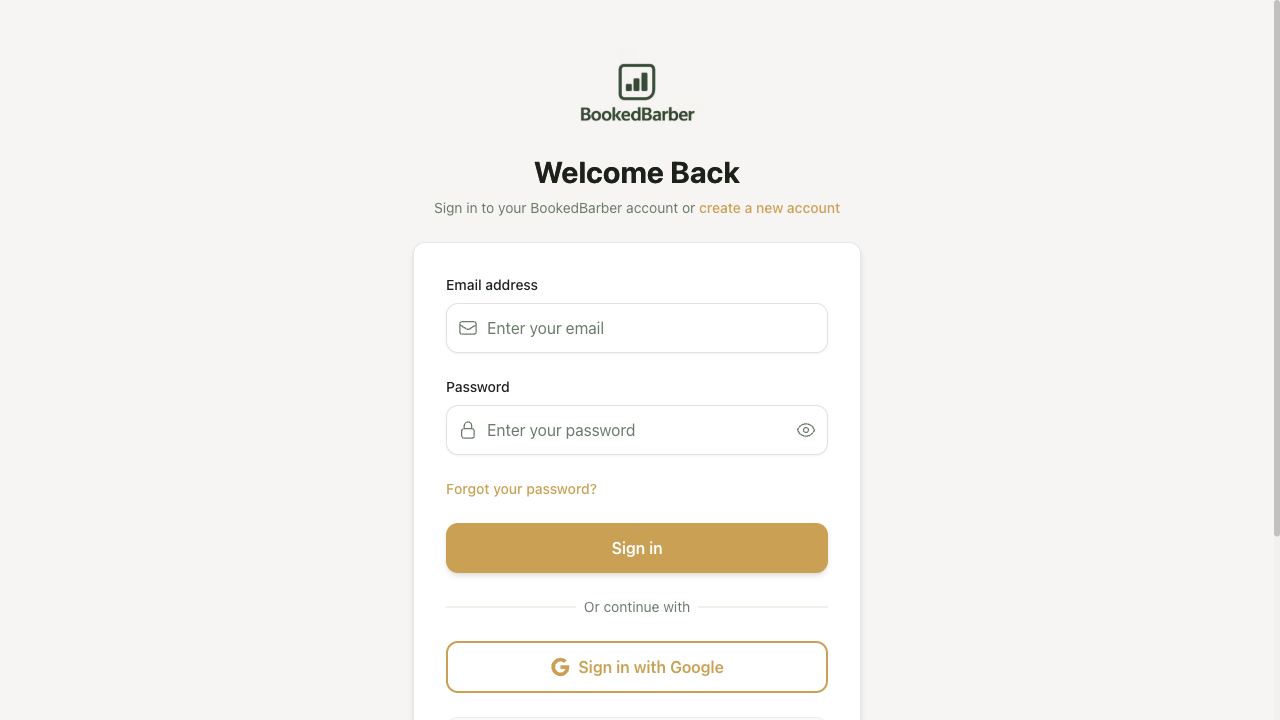 BookedBarber
Welcome Back
Sign in to your BookedBarber account or create a new account
Email address
Enter your email
Password
Enter your password
Forgot your password?
Sign in
Or continue with
Sign in with Google